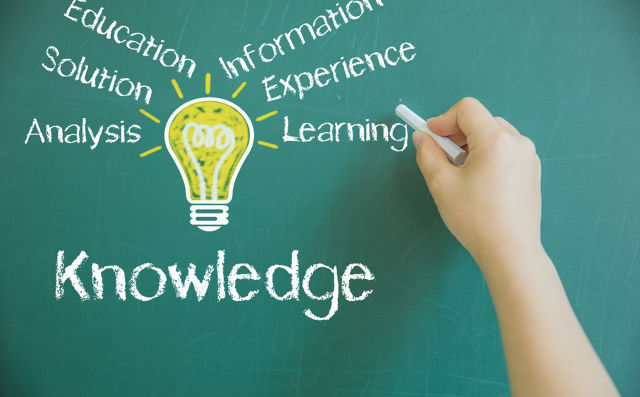 Education
Information
Solution
Experience
Analysis
Learning
Knowledge